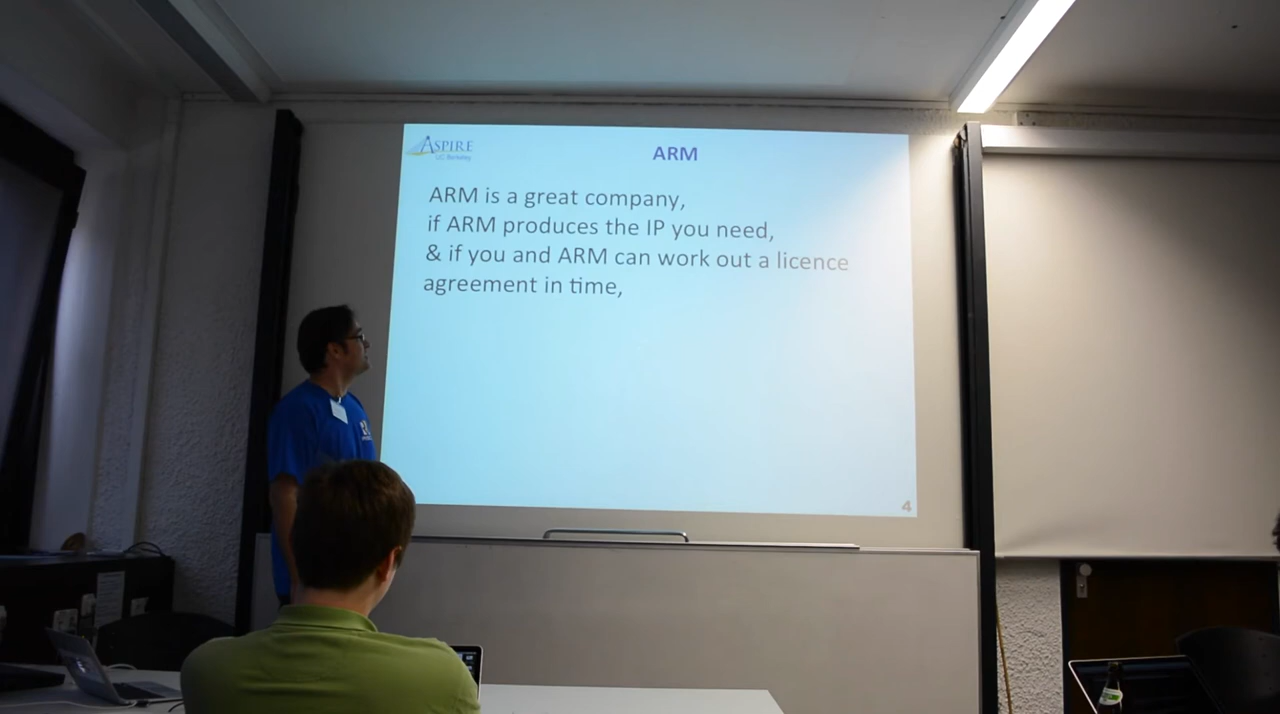 ASPIRE
UC Berkeley
ARM
ARM is a great company,
if ARM produces the IP you need,
& if you and ARM can work out a licence
agreement in time,
4